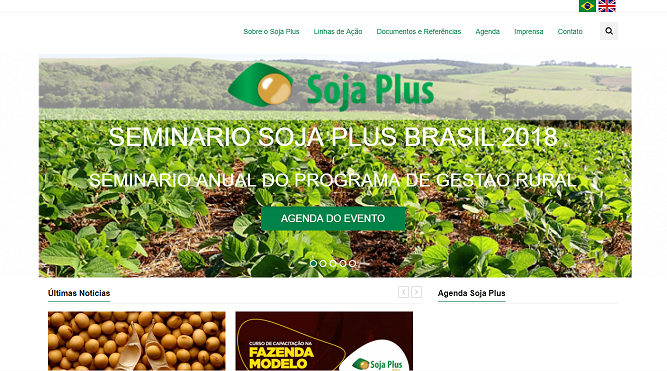 Sobre o Soja Plus Linhas de Ação Documentos e Referências Agenda Imprensa Contato
Soja Plus
SEMINARIO SOJA PLUS BRASIL 2018
SEMINARIO ANUAL DO PROGRAMA DE GESTAO RURAL
AGENDA DO EVENTO
Últimas Notícias
Agenda Soja Plus
CURSO DE CAPACITAÇÃO NA
FAZENDA
MODELO
Soja Plus